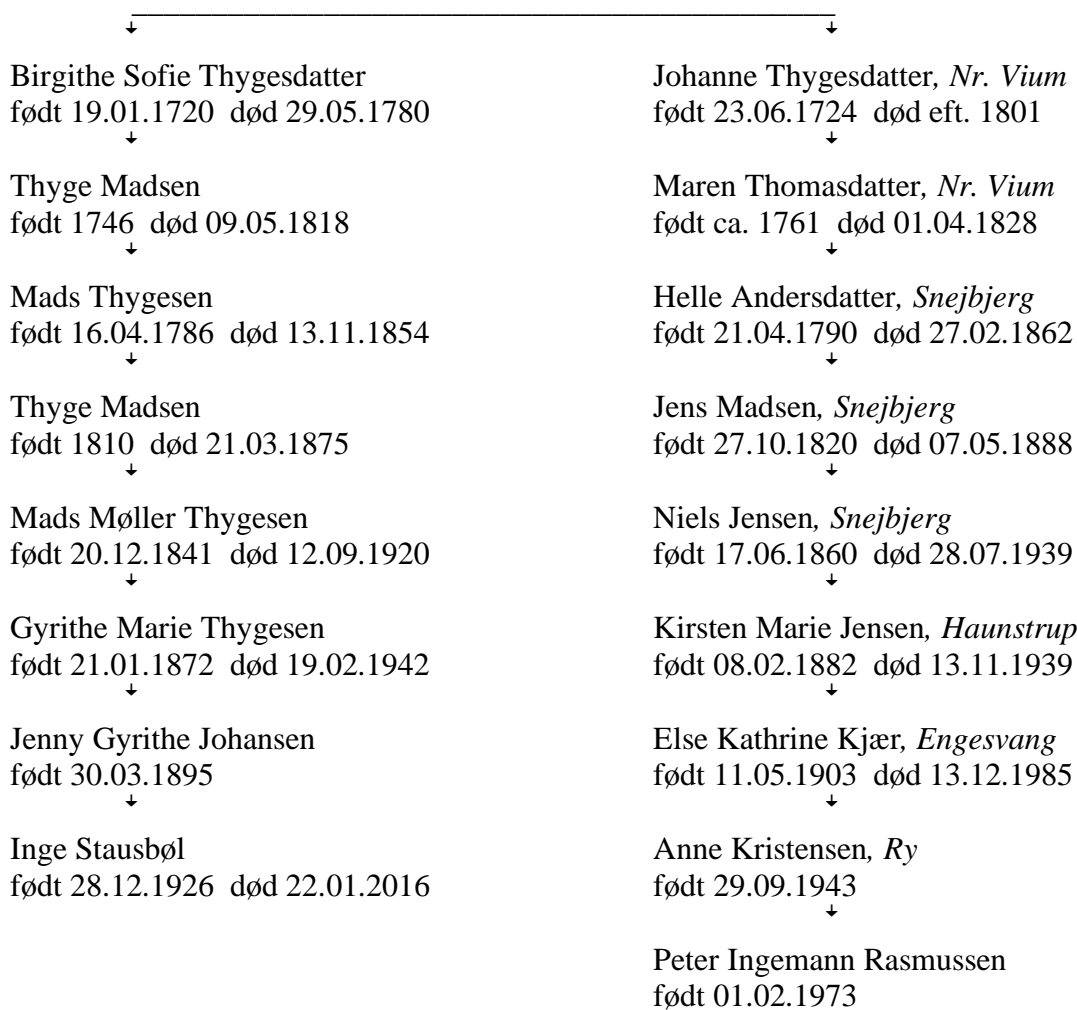 Birgithe Sofie Thygesdatter
født 19.01.1720 død 29.05.1780
Thyge Madsen
født 1746 død 09.05.1818
Mads Thygesen
født 16.04.1786 død 13.11.1854
Thyge Madsen
født 1810 død 21.03.1875
Mads Møller Thygesen
født 20.12.1841 død 12.09.1920
Gyrithe Marie Thygesen
født 21.01.1872 død 19.02.1942
Jenny Gyrithe Johansen
født 30.03.1895
Inge Stausbøl
født 28.12.1926 død 22.01.2016
Johanne Thygesdatter, Nr. Vium
født 23.06.1724 død eft. 1801
Maren Thomasdatter, Nr. Vium
født ca. 1761 død 01.04.1828
Helle Andersdatter, Snejbjerg
født 21.04.1790 død 27.02.1862
Jens Madsen, Snejbjerg
født 27.10.1820 død 07.05.1888
Niels Jensen, Snejbjerg
født 17.06.1860 død 28.07.1939
Kirsten Marie Jensen, Haunstrup
født 08.02.1882 død 13.11.1939
Else Kathrine Kjær, Engesvang
født 11.05.1903 død 13.12.1985
Anne Kristensen, Ry
født 29.09.1943
Peter Ingemann Rasmussen
født 01.02.1973